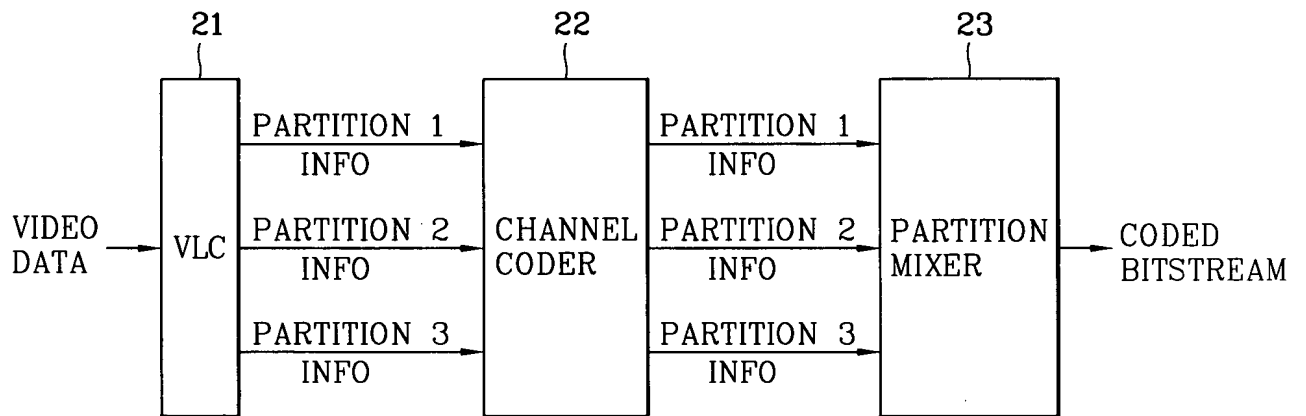 21
22
23
PARTITION 1
INFO
PARTITION 1
INFO
VIDEO
DATA
VLC
PARTITION 2
INFO
CHANNEL
CODER
PARTITION 2
INFO
PARTITION
MIXER
CODED
BITSTREAM
PARTITION 3
INFO
PARTITION 3
INFO